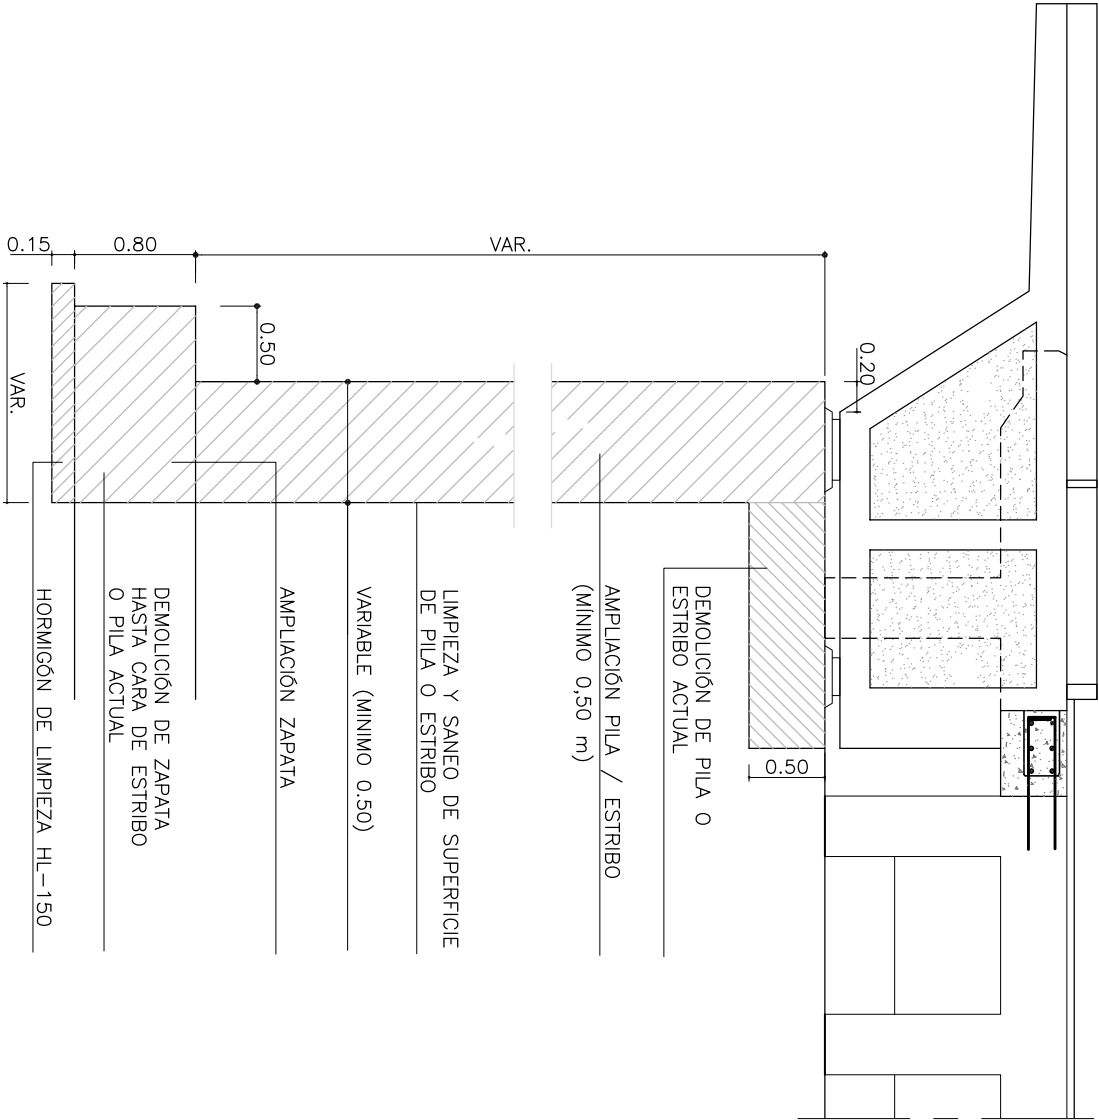 0.15
0.80
VAR.
0.50
0.20
VAR.
0.50
DEMOLICIÓN DE PILA O
ESTRIBO ACTUAL
AMPLIACIÓN PILA / ESTRIBO
(MÍNIMO 0,50 m)
LIMPIEZA Y SANEO DE SUPERFICIE
DE PILA O ESTRIBO
VARIABLE (MINIMO 0.50)
AMPLIACIÓN ZAPATA
DEMOLICIÓN DE ZAPATA
HASTA CARA DE ESTRIBO
O PILA ACTUAL
HORMIGÓN DE LIMPIEZA HL-150